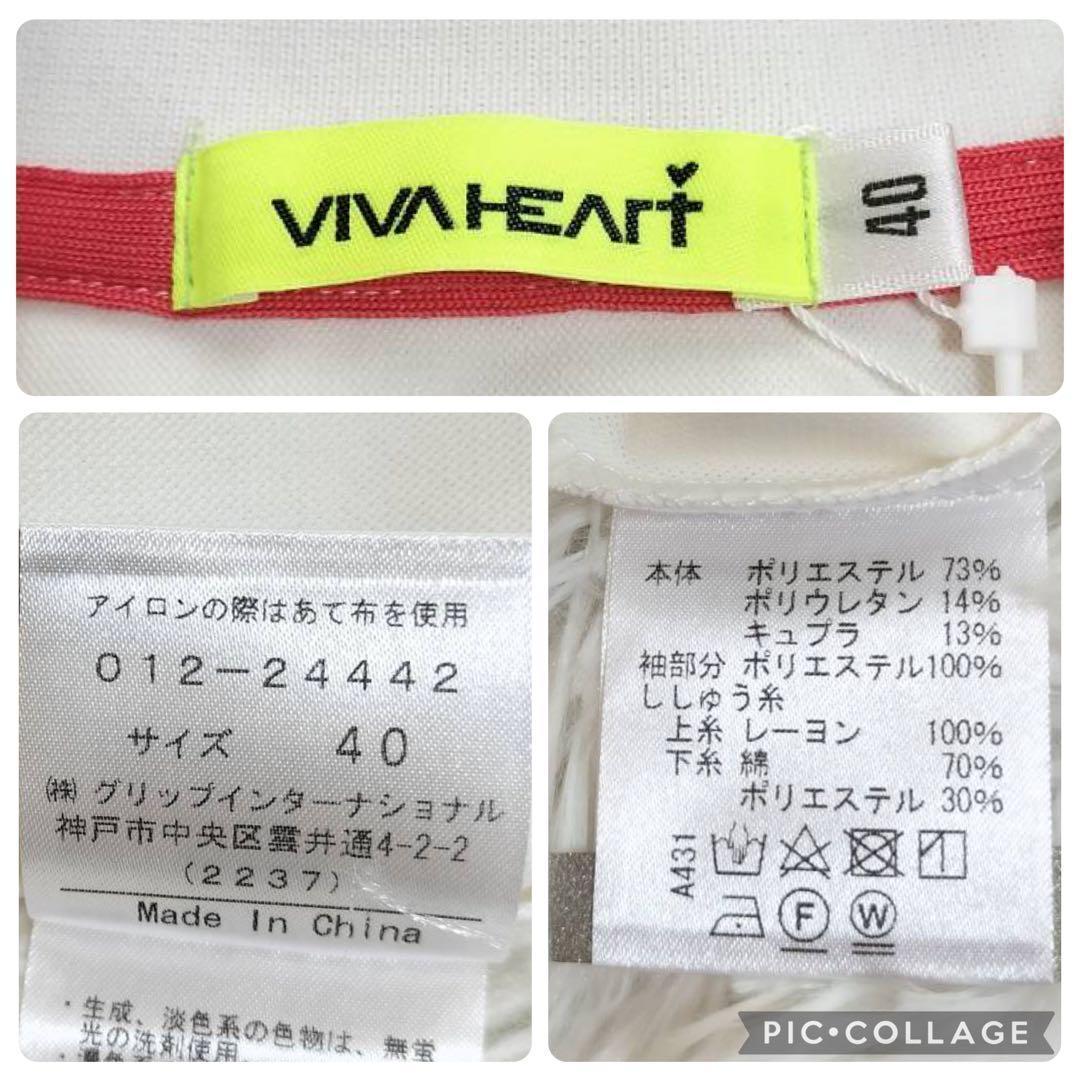 VIVA HEArt
40
アイロンの際はあて布を使用
012-24442
サイズ 40
㈱グリップインターナショナル
神戸市中央区雲井通4-2-2
(2237)
Made In China
・生成、淡色系の色物は、無蛍
光の洗剤使用
本体 ポリエステル 73%
ポリウレタン 14%
キュプラ 13%
袖部分 ポリエステル100%
ししゅう糸
上糸 レーヨン 100%
下糸 綿 70%
ポリエステル 30%
A431
F W
PIC•COLLAGE